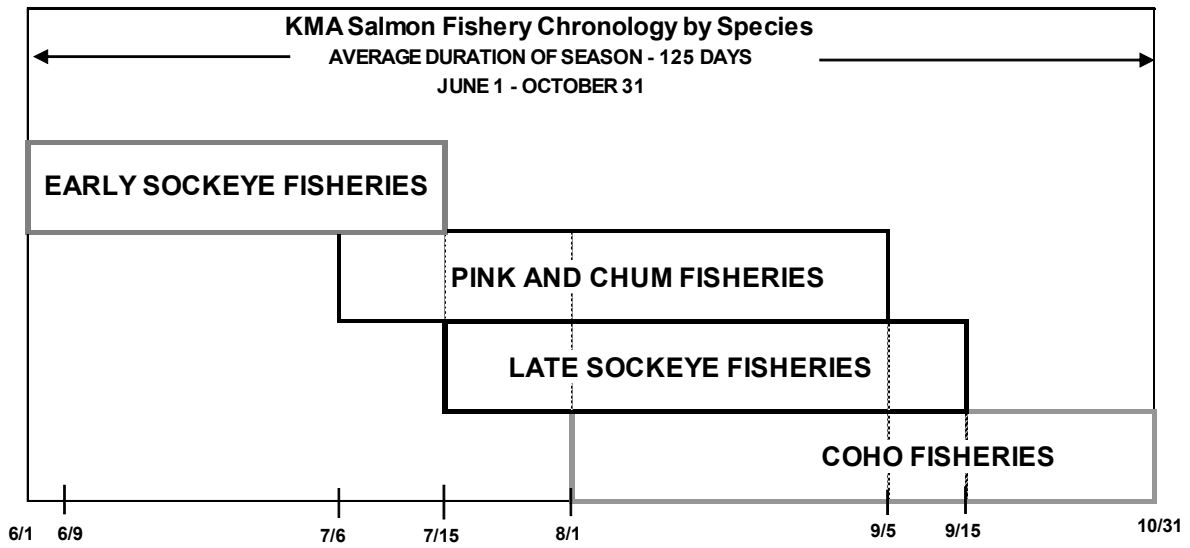 KMA Salmon Fishery Chronology by Species
AVERAGE DURATION OF SEASON - 125 DAYS
JUNE 1 - OCTOBER 31
EARLY SOCKEYE FISHERIES
PINK AND CHUM FISHERIES
LATE SOCKEYE FISHERIES
COHO FISHERIES
6/1 6/9 7/6 7/15 8/1 9/5 9/15 10/31